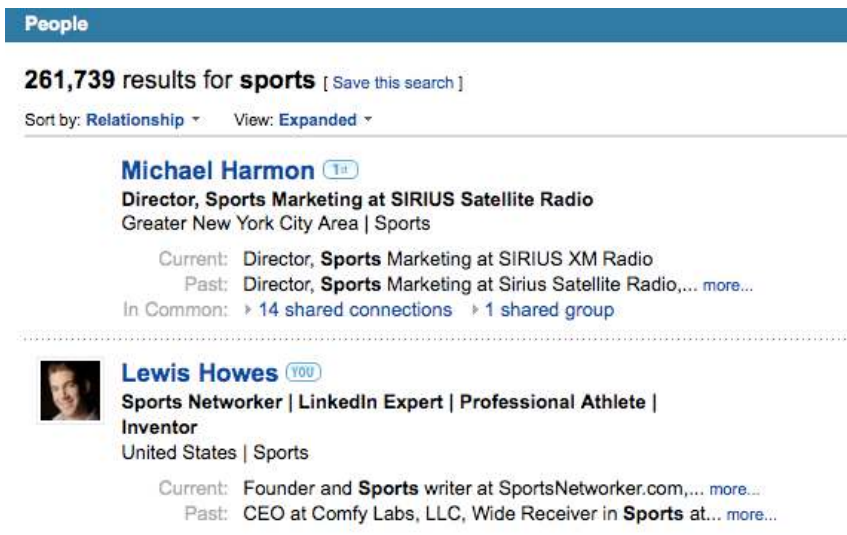 People
261,739 results for sports [ Save this search ]
Sort by: Relationship View: Expanded
Michael Harmon 1st
Director, Sports Marketing at SIRIUS Satellite Radio
Greater New York City Area | Sports
Current: Director, Sports Marketing at SIRIUS XM Radio
Past: Director, Sports Marketing at Sirius Satellite Radio,... more...
In Common: 14 shared connections 1 shared group
Lewis Howes YOU
Sports Networker | LinkedIn Expert | Professional Athlete |
Inventor
United States | Sports
Current: Founder and Sports writer at SportsNetworker.com,... more...
Past: CEO at Comfy Labs, LLC, Wide Receiver in Sports at... more...